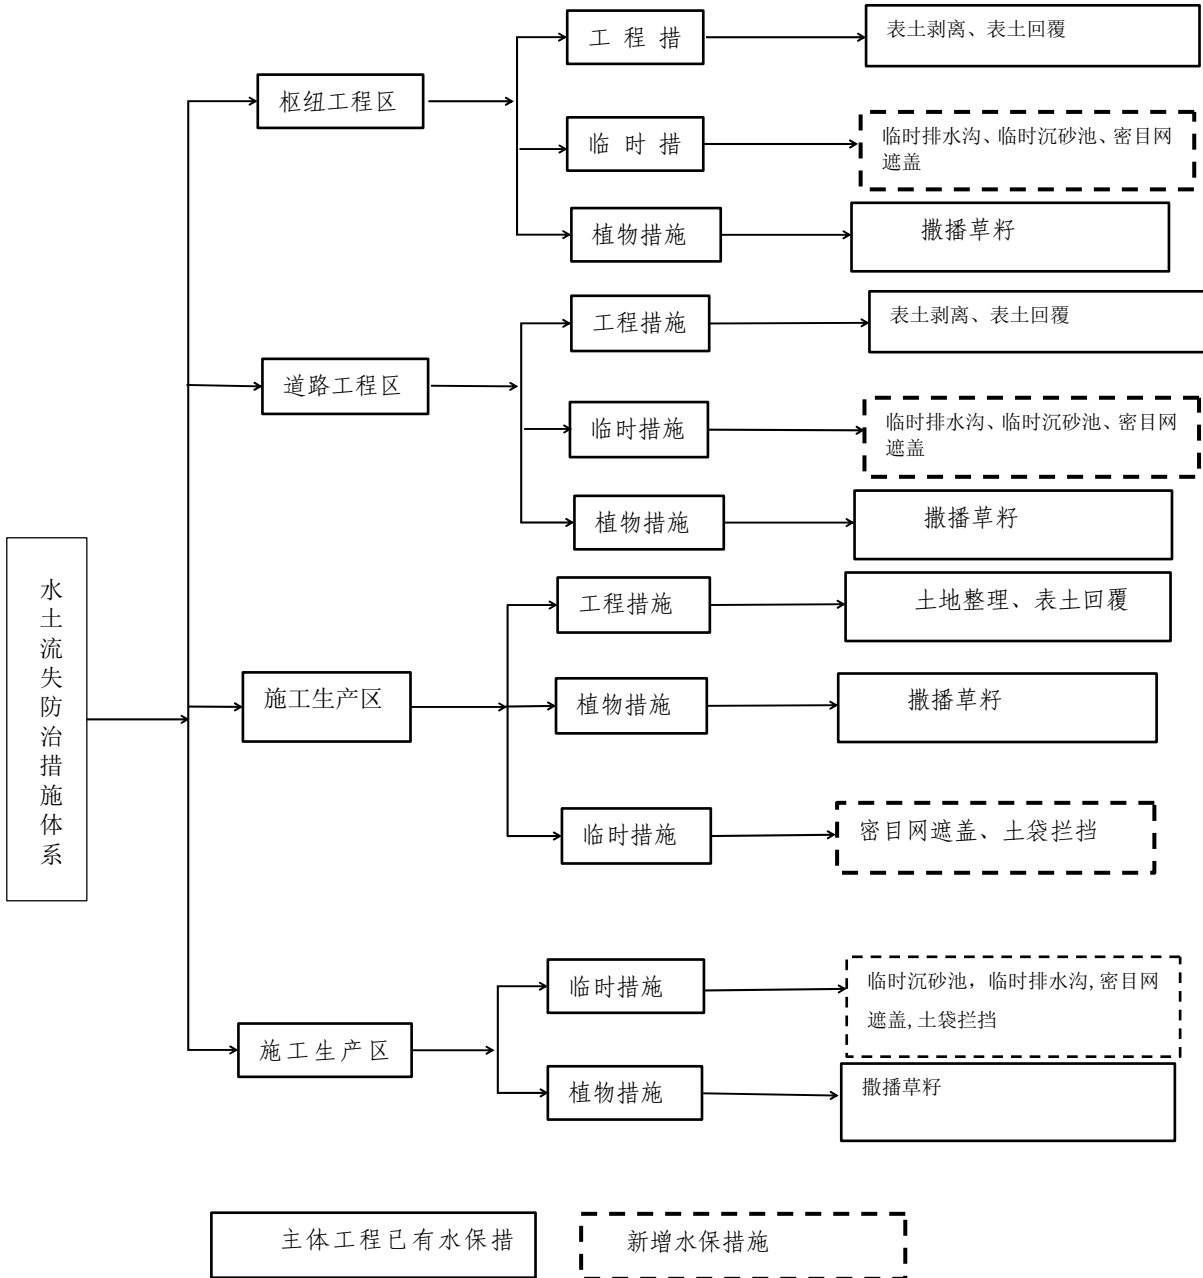 工程措
表土剥离、表土回覆
枢纽工程区
临时措
临时排水沟、临时沉砂池、密目网
遮盖
植物措施
撒播草籽
工程措施
表土剥离、表土回覆
道路工程区
临时措施
临时排水沟、临时沉砂池、密目网
遮盖
植物措施
撒播草籽
水土流失防治措施体系
工程措施
土地整理、表土回覆
施工生产区
植物措施
撒播草籽
临时措施
密目网遮盖、土袋拦挡
临时措施
临时沉砂池，临时排水沟,密目网
遮盖,土袋拦挡
施工生产区
植物措施
撒播草籽
主体工程已有水保措
新增水保措施